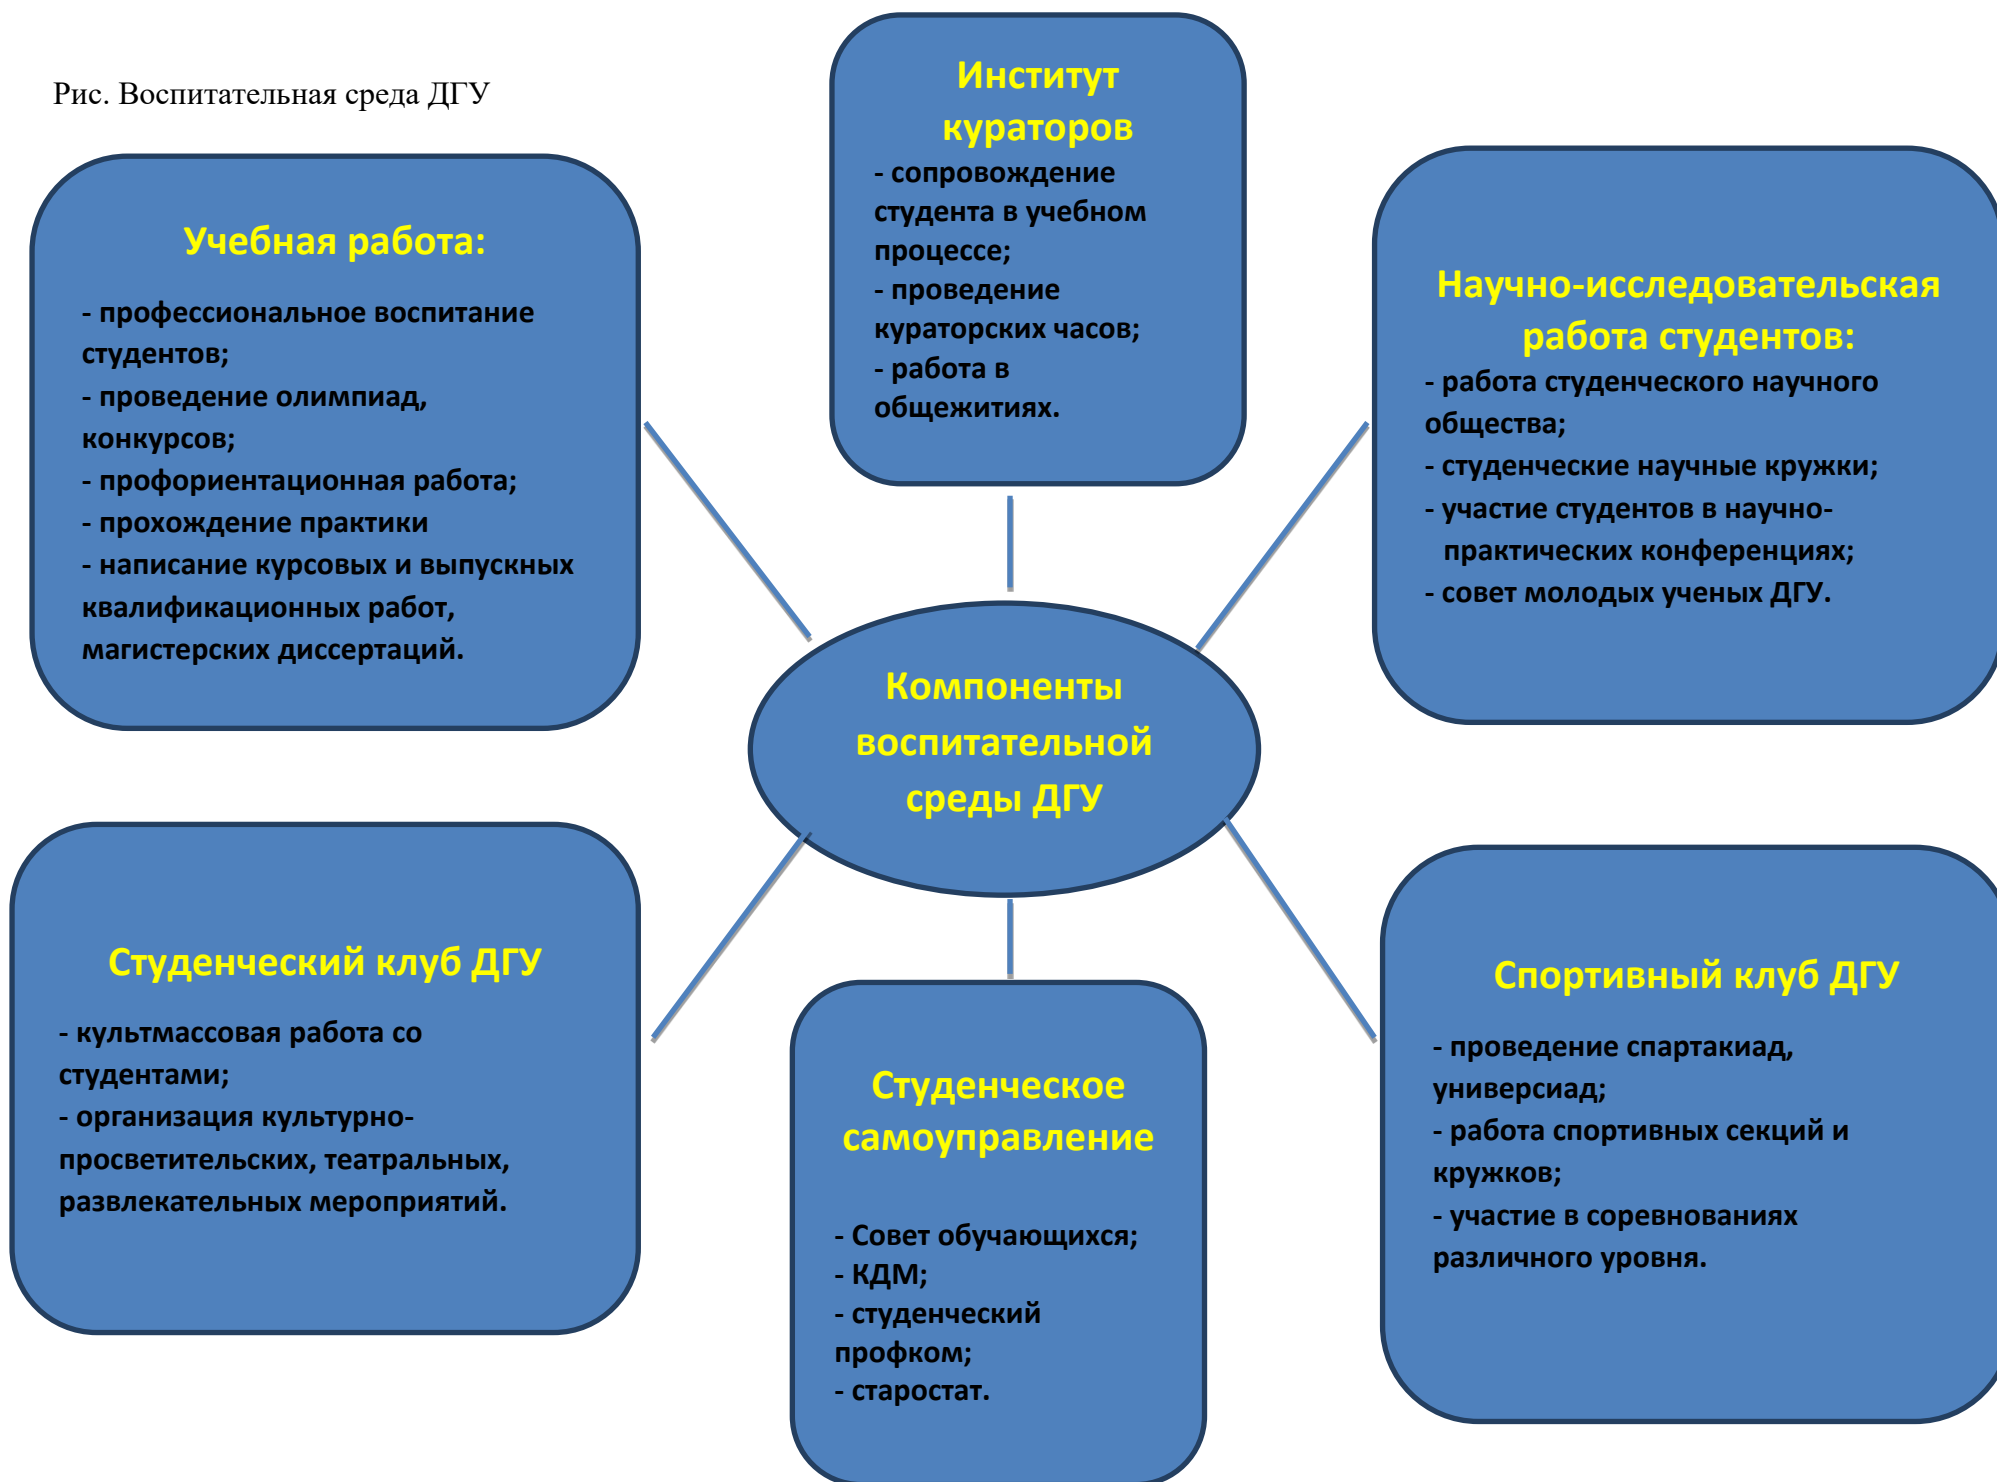 Рис. Воспитательная среда ДГУ
Институт
кураторов
- сопровождение
студента в учебном
процессе;
- проведение
кураторских часов;
- работа в
общежитиях.
Учебная работа:
- профессиональное воспитание
студентов;
- проведение олимпиад,
конкурсов;
- профориентационная работа;
- прохождение практики
- написание курсовых и выпускных
квалификационных работ,
магистерских диссертаций.
Научно-исследовательская
работа студентов:
- работа студенческого научного
общества;
- студенческие научные кружки;
- участие студентов в научно-
практических конференциях;
- совет молодых ученых ДГУ.
Компоненты
воспитательной
среды ДГУ
Студенческий клуб ДГУ
- культмассовая работа со
студентами;
- организация культурно-
просветительских, театральных,
развлекательных мероприятий.
Студенческое
самоуправление
- Совет обучающихся;
- КДМ;
- студенческий
профком;
- старостат.
Спортивный клуб ДГУ
- проведение спартакиад,
универсиад;
- работа спортивных секций и
кружков;
- участие в соревнованиях
различного уровня.